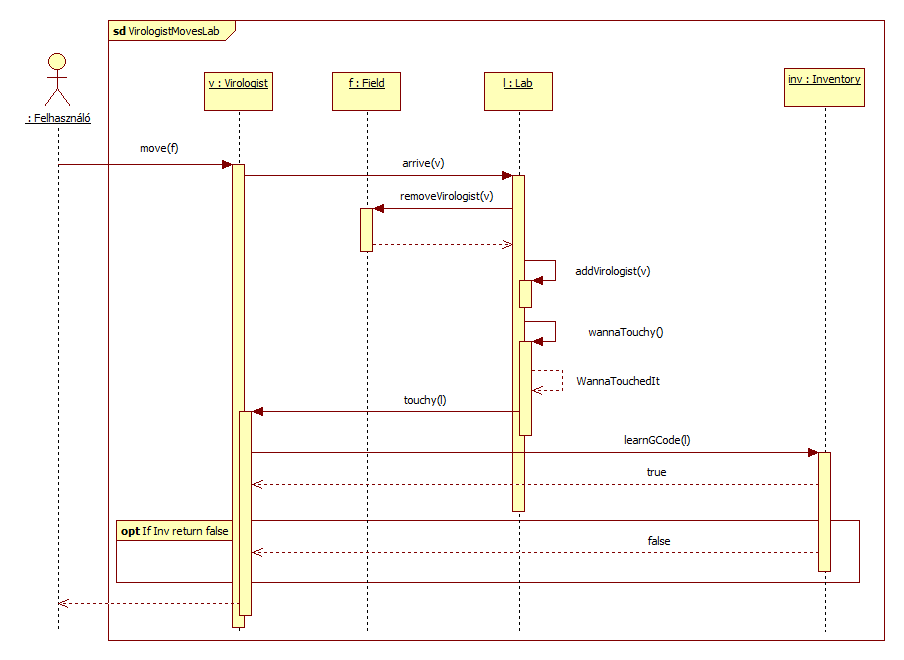 sd VirologistMovesLab
v : Virologist
f : Field
l : Lab
inv : Inventory
: Felhasználó
move(f)
arrive(v)
removeVirologist(v)
addVirologist(v)
wannaTouchy()
WannaTouchedIt
touchy(l)
learnGCode(l)
true
opt If Inv return false
false